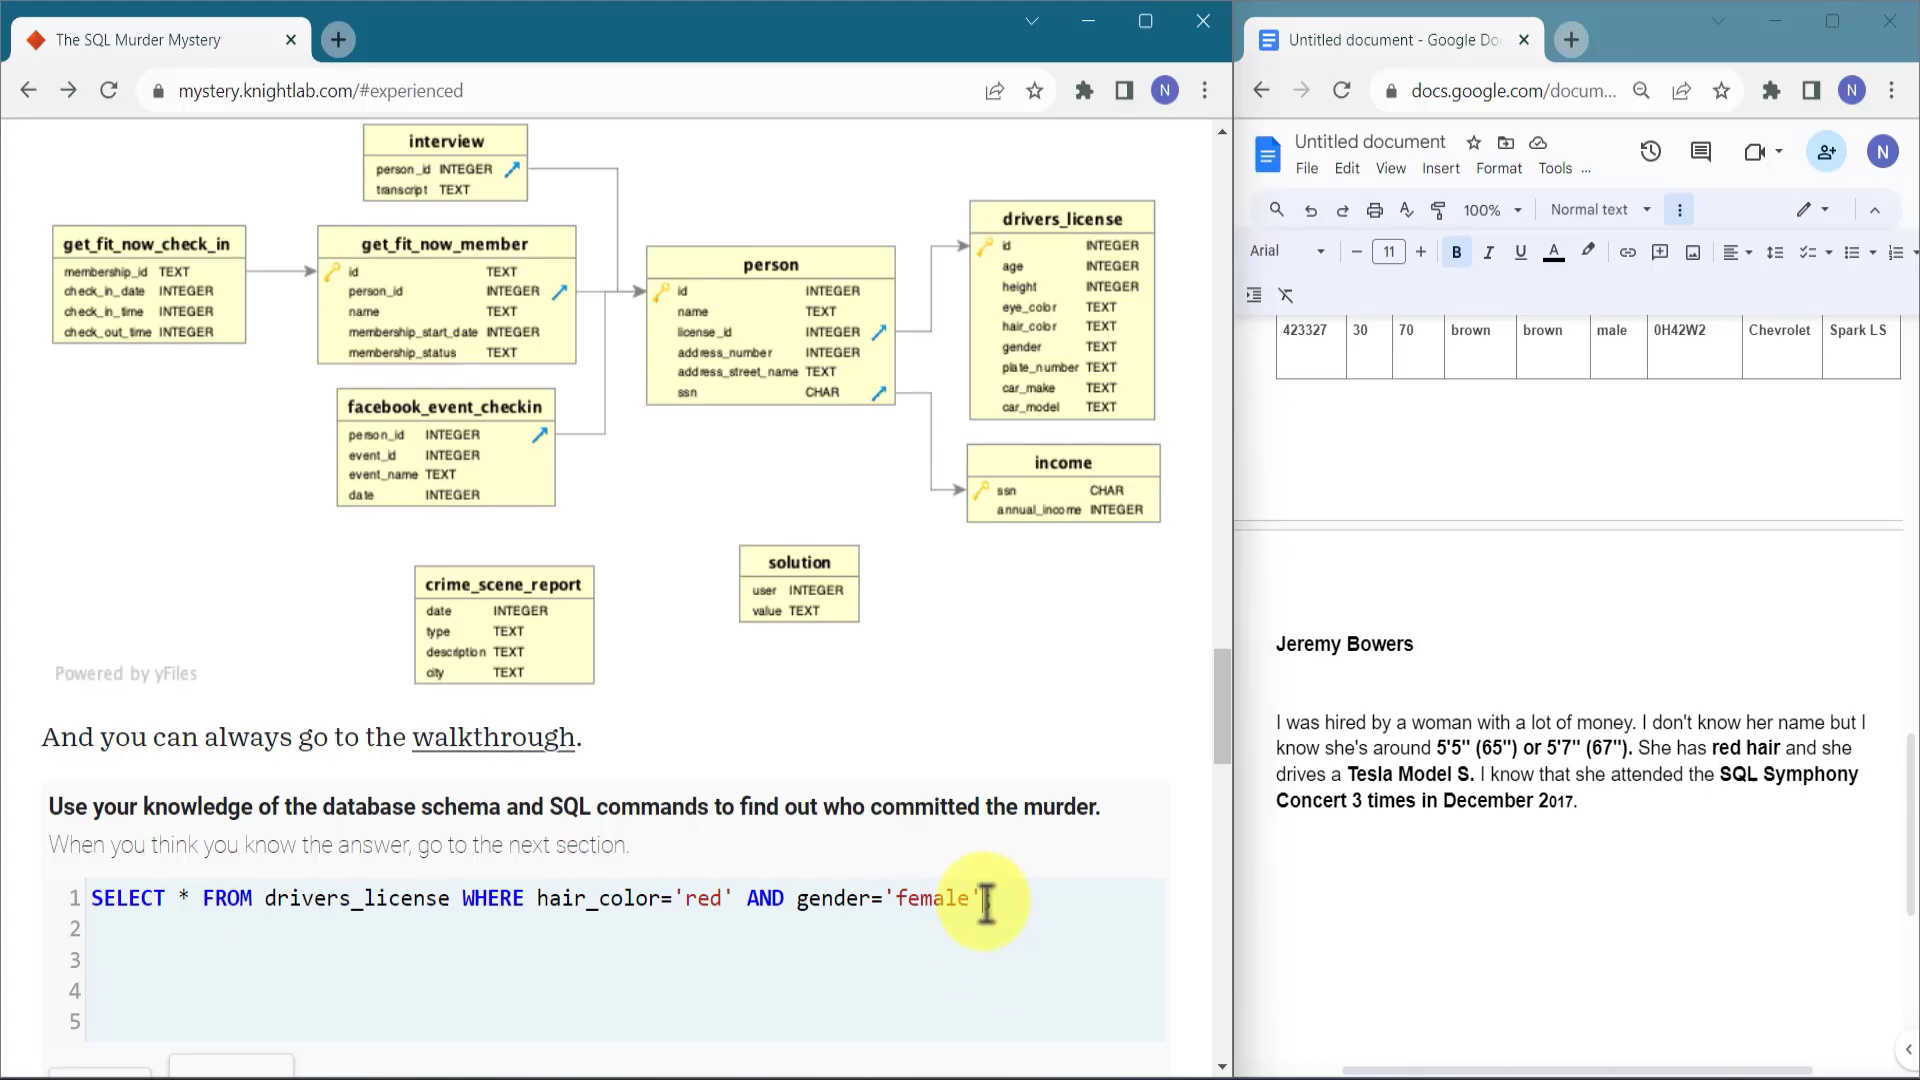 The SQL Murder Mystery
mystery.knightlab.com/#experienced
N
interview
person_id INTEGER
transcript TEXT
get_fit_now_check_in
membership_id TEXT
check_in_date INTEGER
check_in_time INTEGER
check_out_time INTEGER
get_fit_now_member
id TEXT
person_id INTEGER
name TEXT
membership_start_date INTEGER
membership_status TEXT
person
id INTEGER
name TEXT
license_id INTEGER
address_number INTEGER
address_street_name TEXT
ssn CHAR
drivers_license
id INTEGER
age INTEGER
height INTEGER
eye_color TEXT
hair_color TEXT
gender TEXT
plate_number TEXT
car_make TEXT
car_model TEXT
facebook_event_checkin
person_id INTEGER
event_id INTEGER
event_name TEXT
date INTEGER
income
ssn CHAR
annual_income INTEGER
crime_scene_report
date INTEGER
type TEXT
description TEXT
city TEXT
solution
user INTEGER
value TEXT
Powered by yFiles
And you can always go to the walkthrough.
Use your knowledge of the database schema and SQL commands to find out who committed the murder.
When you think you know the answer, go to the next section.
1 SELECT * FROM drivers_license WHERE hair_color='red' AND gender='female'
2
3
4
5
Untitled document - Google Do
docs.google.com/docum...
N
Untitled document
File Edit View Insert Format Tools ...
N
100% Normal text
Arial 11 B I U A
423327 30 70 brown brown male 0H42W2 Chevrolet Spark LS
Jeremy Bowers
I was hired by a woman with a lot of money. I don't know her name but I
know she's around 5'5" (65") or 5'7" (67"). She has red hair and she
drives a Tesla Model S. I know that she attended the SQL Symphony
Concert 3 times in December 2017.